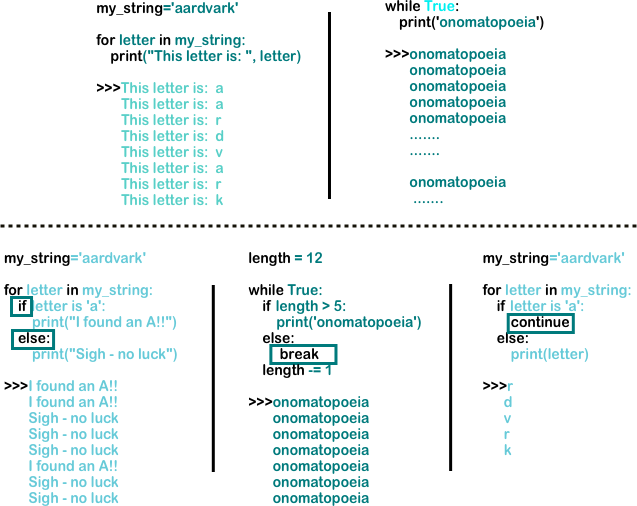 my_string='aardvark'
for letter in my_string:
print("This letter is: ", letter)
>>>This letter is: a
This letter is: a
This letter is: r
This letter is: d
This letter is: v
This letter is: a
This letter is: r
This letter is: k
while True:
print('onomatopoeia')
>>>onomatopoeia
onomatopoeia
onomatopoeia
onomatopoeia
onomatopoeia
.......
.......
onomatopoeia
.......
my_string='aardvark'
for letter in my_string:
if letter is 'a':
print("I found an A!!")
else:
print("Sigh - no luck")
>>>I found an A!!
I found an A!!
Sigh - no luck
Sigh - no luck
Sigh - no luck
I found an A!!
Sigh - no luck
Sigh - no luck
length = 12
while True:
if length > 5:
print('onomatopoeia')
else:
break
length -= 1
>>>onomatopoeia
onomatopoeia
onomatopoeia
onomatopoeia
onomatopoeia
onomatopoeia
onomatopoeia
my_string='aardvark'
for letter in my_string:
if letter is 'a':
continue
else:
print(letter)
>>>r
d
v
r
k